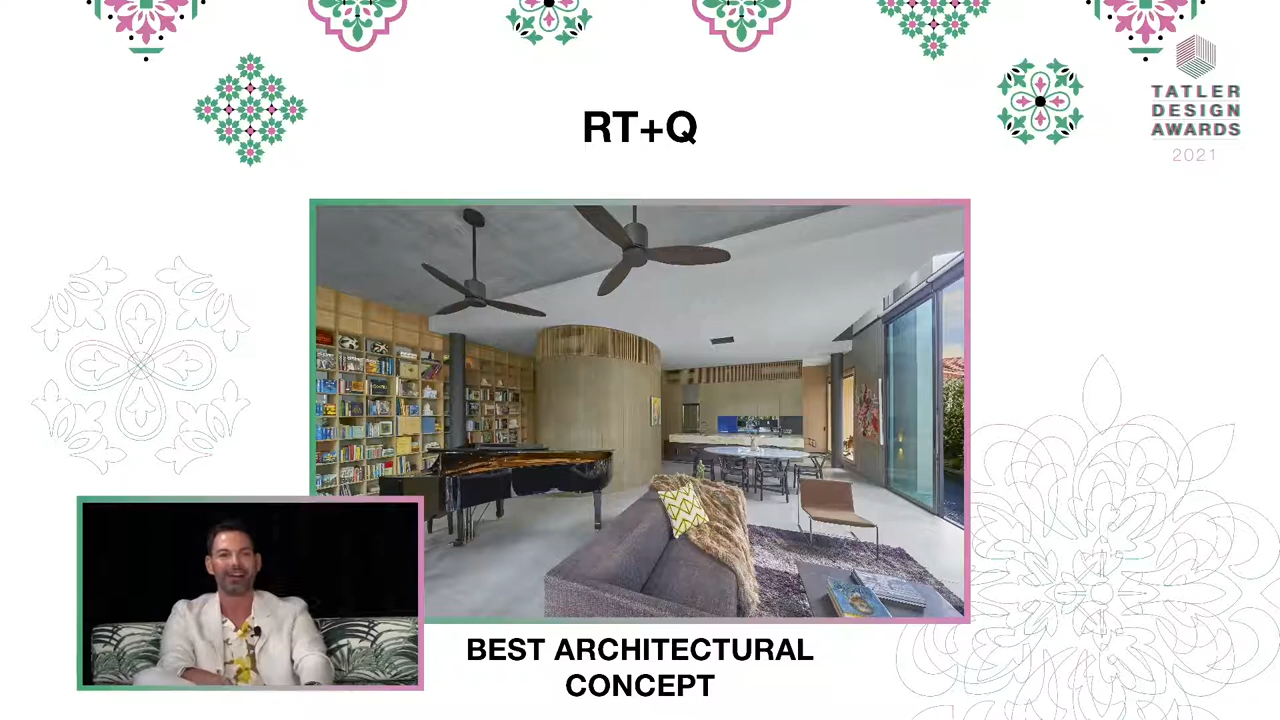 RT+Q
TATLER
DESIGN
AWARDS
2021
BEST ARCHITECTURAL
CONCEPT